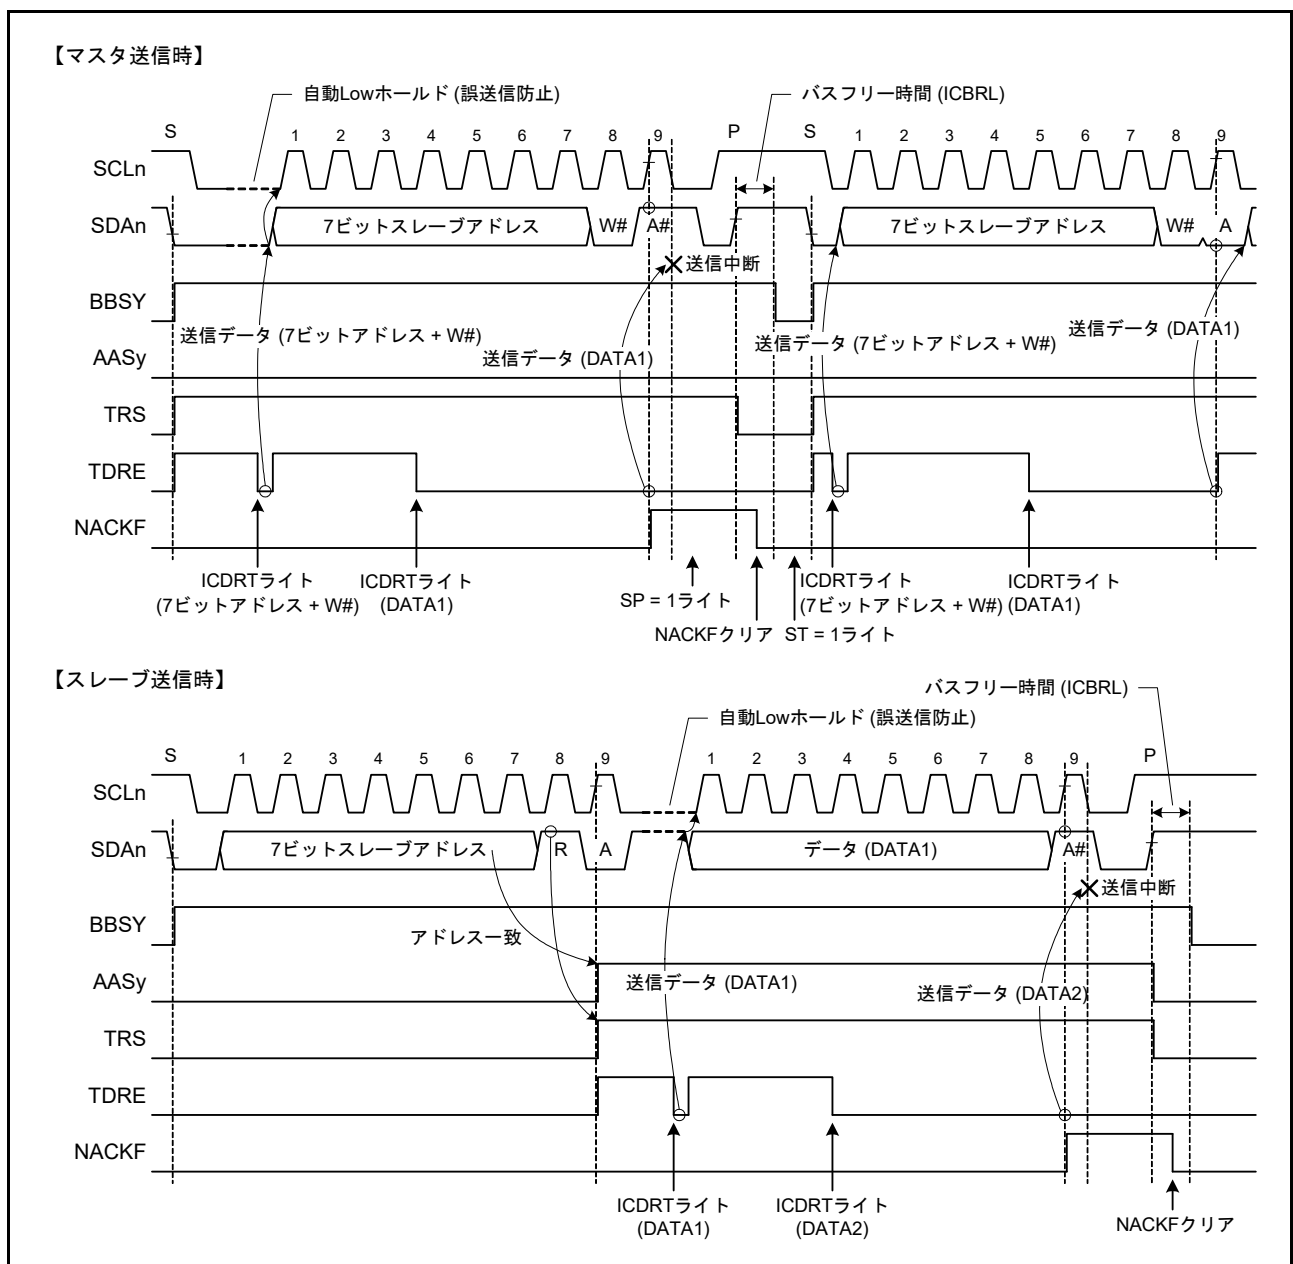 【マスタ送信時】
自動Lowホールド (誤送信防止)
バスフリー時間 (ICBRL)
S 1 2 3 4 5 6 7 8 9 P S 1 2 3 4 5 6 7 8 9
SCLn
SDAn 7ビットスレーブアドレス W# A# 7ビットスレーブアドレス W# A
送信中断
BBSY
送信データ (7ビットアドレス + W#) 送信データ (DATA1) 送信データ (7ビットアドレス + W#) 送信データ (DATA1)
AASy
TRS
TDRE
NACKF
ICDRTライト ICDRTライト ICDRTライト ICDRTライト
(7ビットアドレス + W#) (DATA1) SP = 1ライト (7ビットアドレス + W#) (DATA1)
NACKFクリア ST = 1ライト
【スレーブ送信時】
バスフリー時間 (ICBRL)
自動Lowホールド (誤送信防止)
S 1 2 3 4 5 6 7 8 9 1 2 3 4 5 6 7 8 9 P
SCLn
SDAn 7ビットスレーブアドレス R A データ (DATA1) A#
送信中断
BBSY
アドレス一致
AASy 送信データ (DATA1) 送信データ (DATA2)
TRS
TDRE
NACKF
ICDRTライト ICDRTライト
(DATA1) (DATA2) NACKFクリア